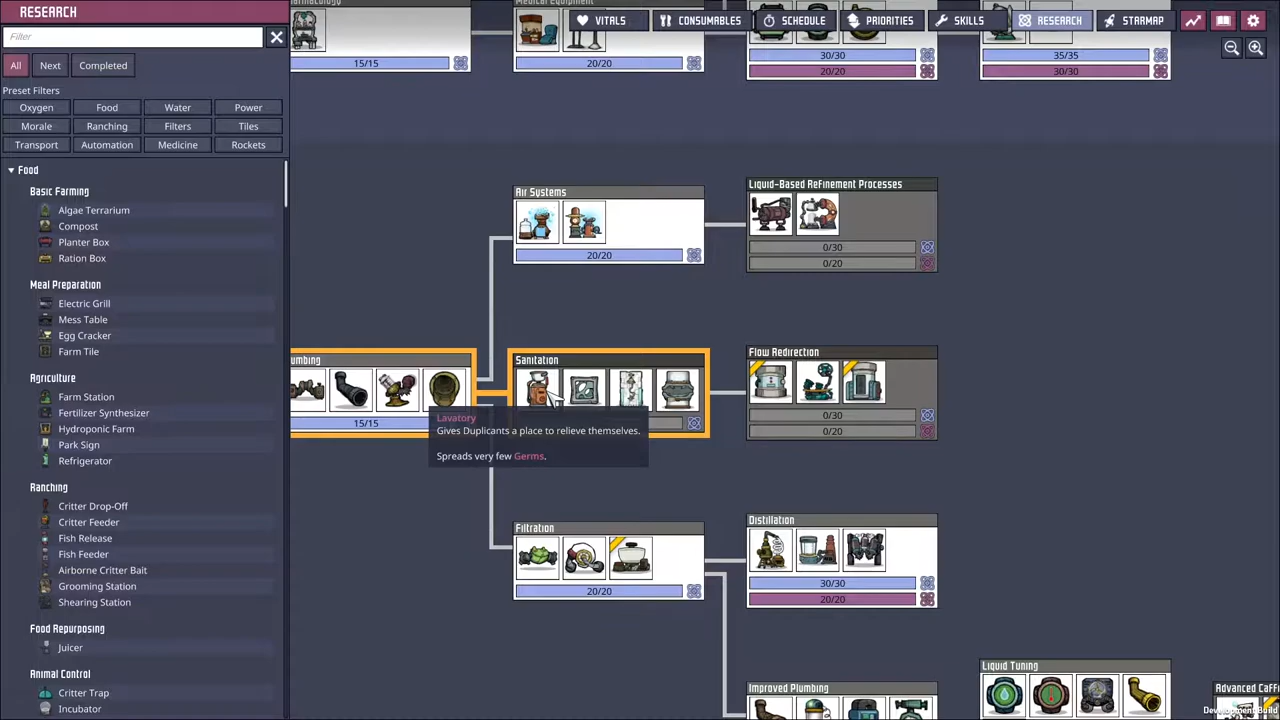 RESEARCH
Medical Equipment
VITALS
CONSUMABLES
SCHEDULE
PRIORITIES
SKILLS
RESEARCH
STARMAP
Filter
15/15
20/20
30/30
20/20
35/35
30/30
All
Next
Completed
Preset Filters
Oxygen
Food
Water
Power
Morale
Ranching
Filters
Tiles
Transport
Automation
Medicine
Rockets
Food
Basic Farming
Algae Terrarium
Compost
Planter Box
Ration Box
Meal Preparation
Electric Grill
Mess Table
Egg Cracker
Farm Tile
Agriculture
Farm Station
Fertilizer Synthesizer
Hydroponic Farm
Park Sign
Refrigerator
Ranching
Critter Drop-Off
Critter Feeder
Fish Release
Fish Feeder
Airborne Critter Bait
Grooming Station
Shearing Station
Food Repurposing
Juicer
Animal Control
Critter Trap
Incubator
Air Systems
20/20
Liquid-Based Refinement Processes
0/30
0/20
umbing
15/15
Sanitation
Lavatory
Gives Duplicants a place to relieve themselves.
Spreads very few Germs.
Flow Redirection
0/30
0/20
Filtration
20/20
Distillation
30/30
20/20
Improved Plumbing
Liquid Tuning
Advanced Caffi
Development Build